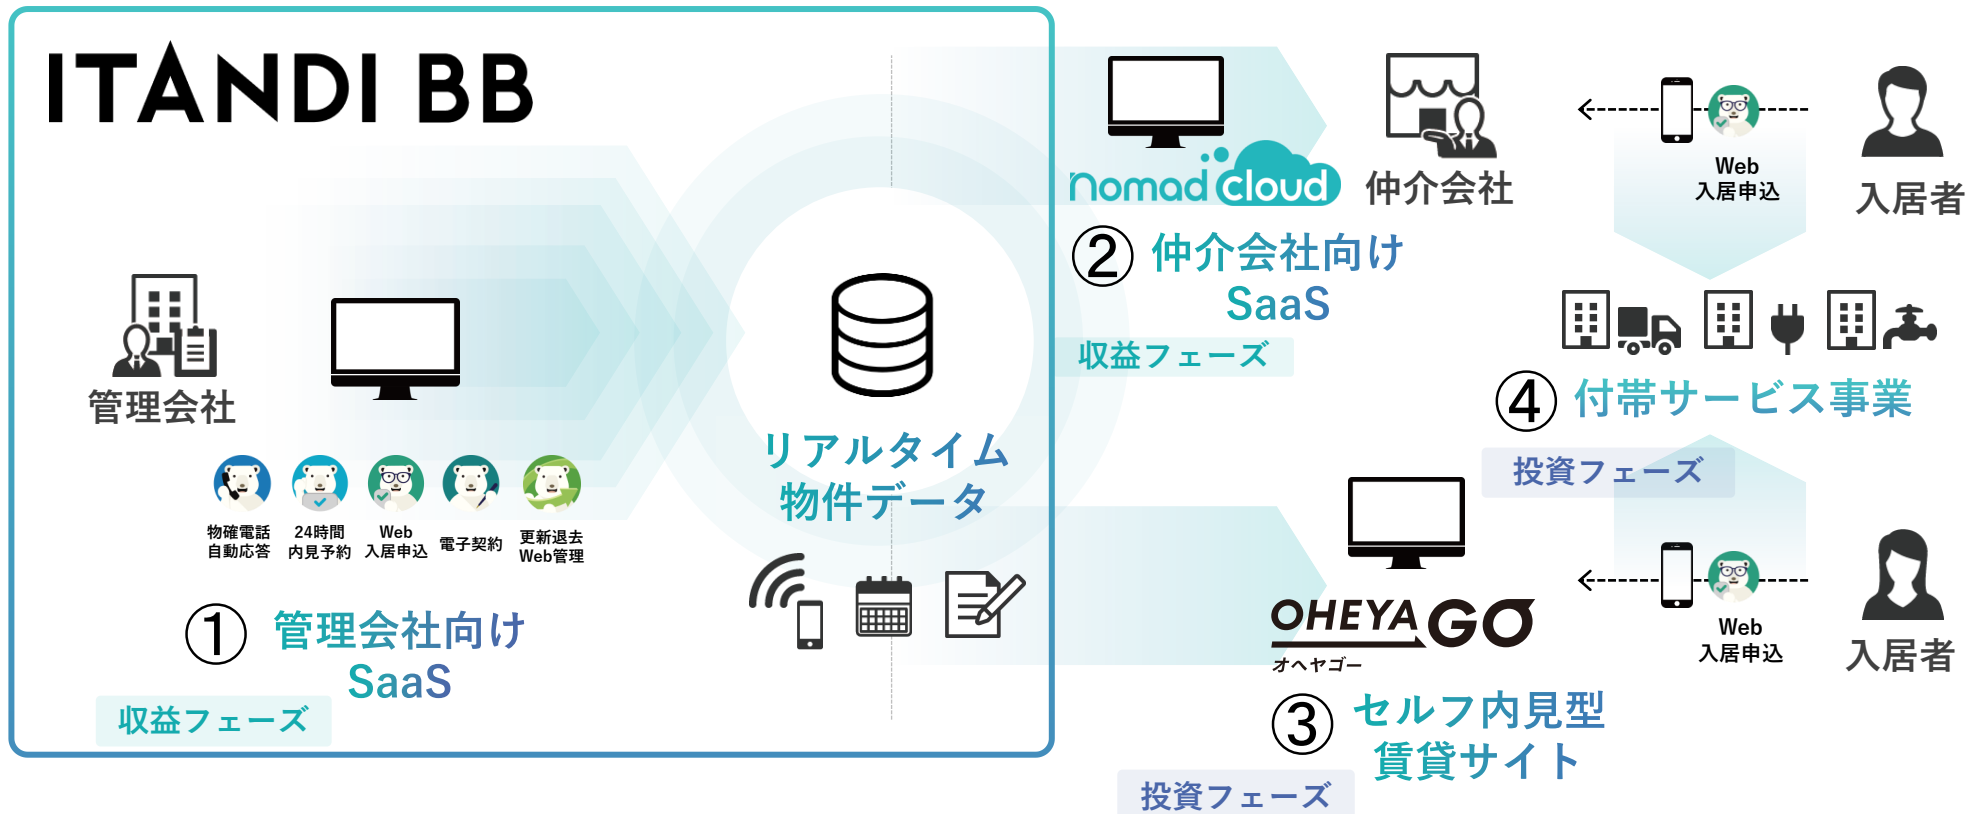 ITANDI BB
管理会社
物確電話
自動応答
24時間
内見予約
Web
入居申込
電子契約
更新退去
Web管理
① 管理会社向け
SaaS
収益フェーズ
リアルタイム
物件データ
nomad cloud
仲介会社
② 仲介会社向け
SaaS
収益フェーズ
Web
入居申込
入居者
④ 付帯サービス事業
投資フェーズ
OHEYAGO
オヘヤゴー
③ セルフ内見型
賃貸サイト
投資フェーズ
Web
入居申込
入居者